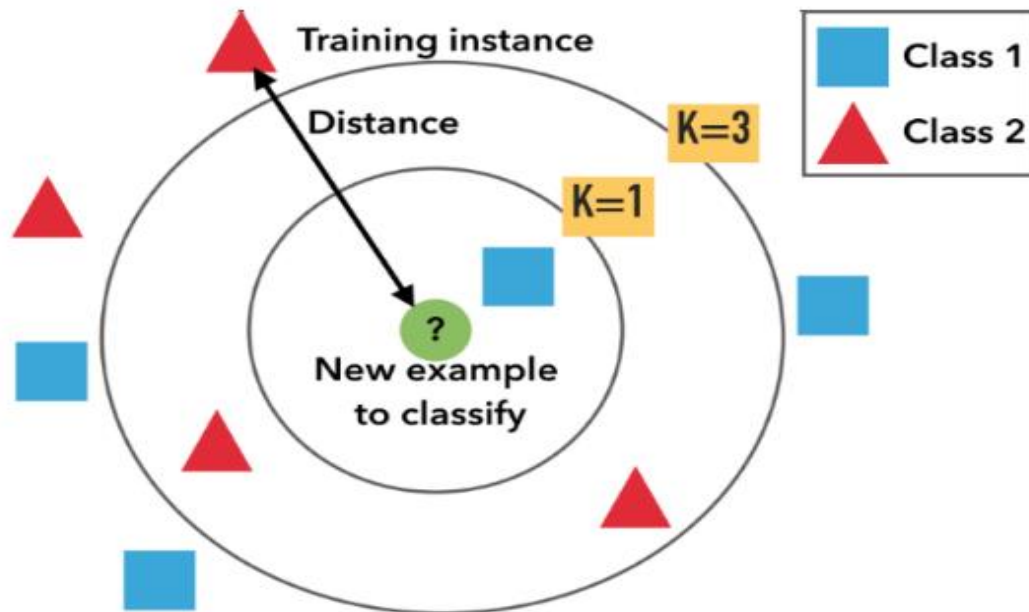 Training instance
Distance
K=3
K=1
?
New example
to classify
Class 1
Class 2